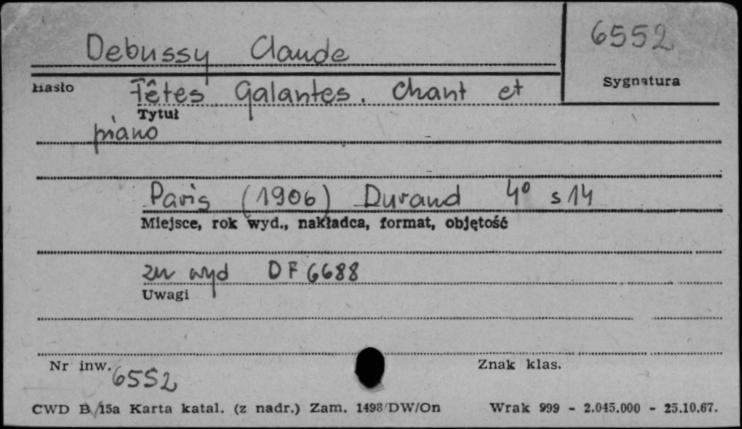 Debussy Claude
6552
Hasło
Sygnatura
Fêtes Galantes. Chant et
Tytuł
piano
Paris (1906) Durand 4° s 14
Miejsce, rok wyd., nakładca, format, objętość
zn wyd DF 6688
Uwagi
Nr inw. 6552
Znak klas.
CWD B/15a Karta katal. (z nadr.) Zam. 1498/DW/On Wrak 999 - 2.045.000 - 25.10.67.